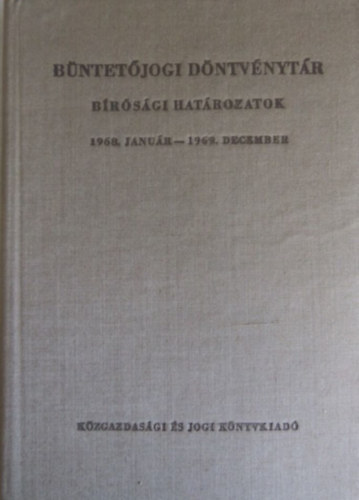 BÜNTETŐJOGI DÖNTVÉNYTÁR
BÍRÓSÁGI HATÁROZATOK
1968. JANUÁR — 1969. DECEMBER
KÖZGAZDASÁGI ÉS JOGI KÖNYVKIADÓ